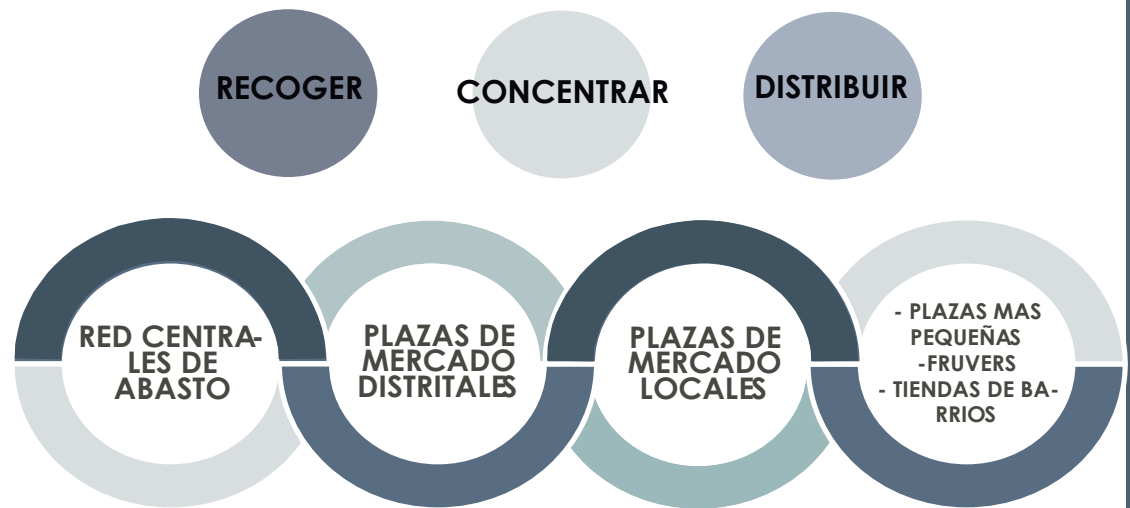 RECOGER
CONCENTRAR
DISTRIBUIR
RED CENTRA-
LES DE
ABASTO
PLAZAS DE
MERCADO
DISTRITALES
PLAZAS DE
MERCADO
LOCALES
- PLAZAS MAS
PEQUEÑAS
-FRUVERS
- TIENDAS DE BA-
RRIOS